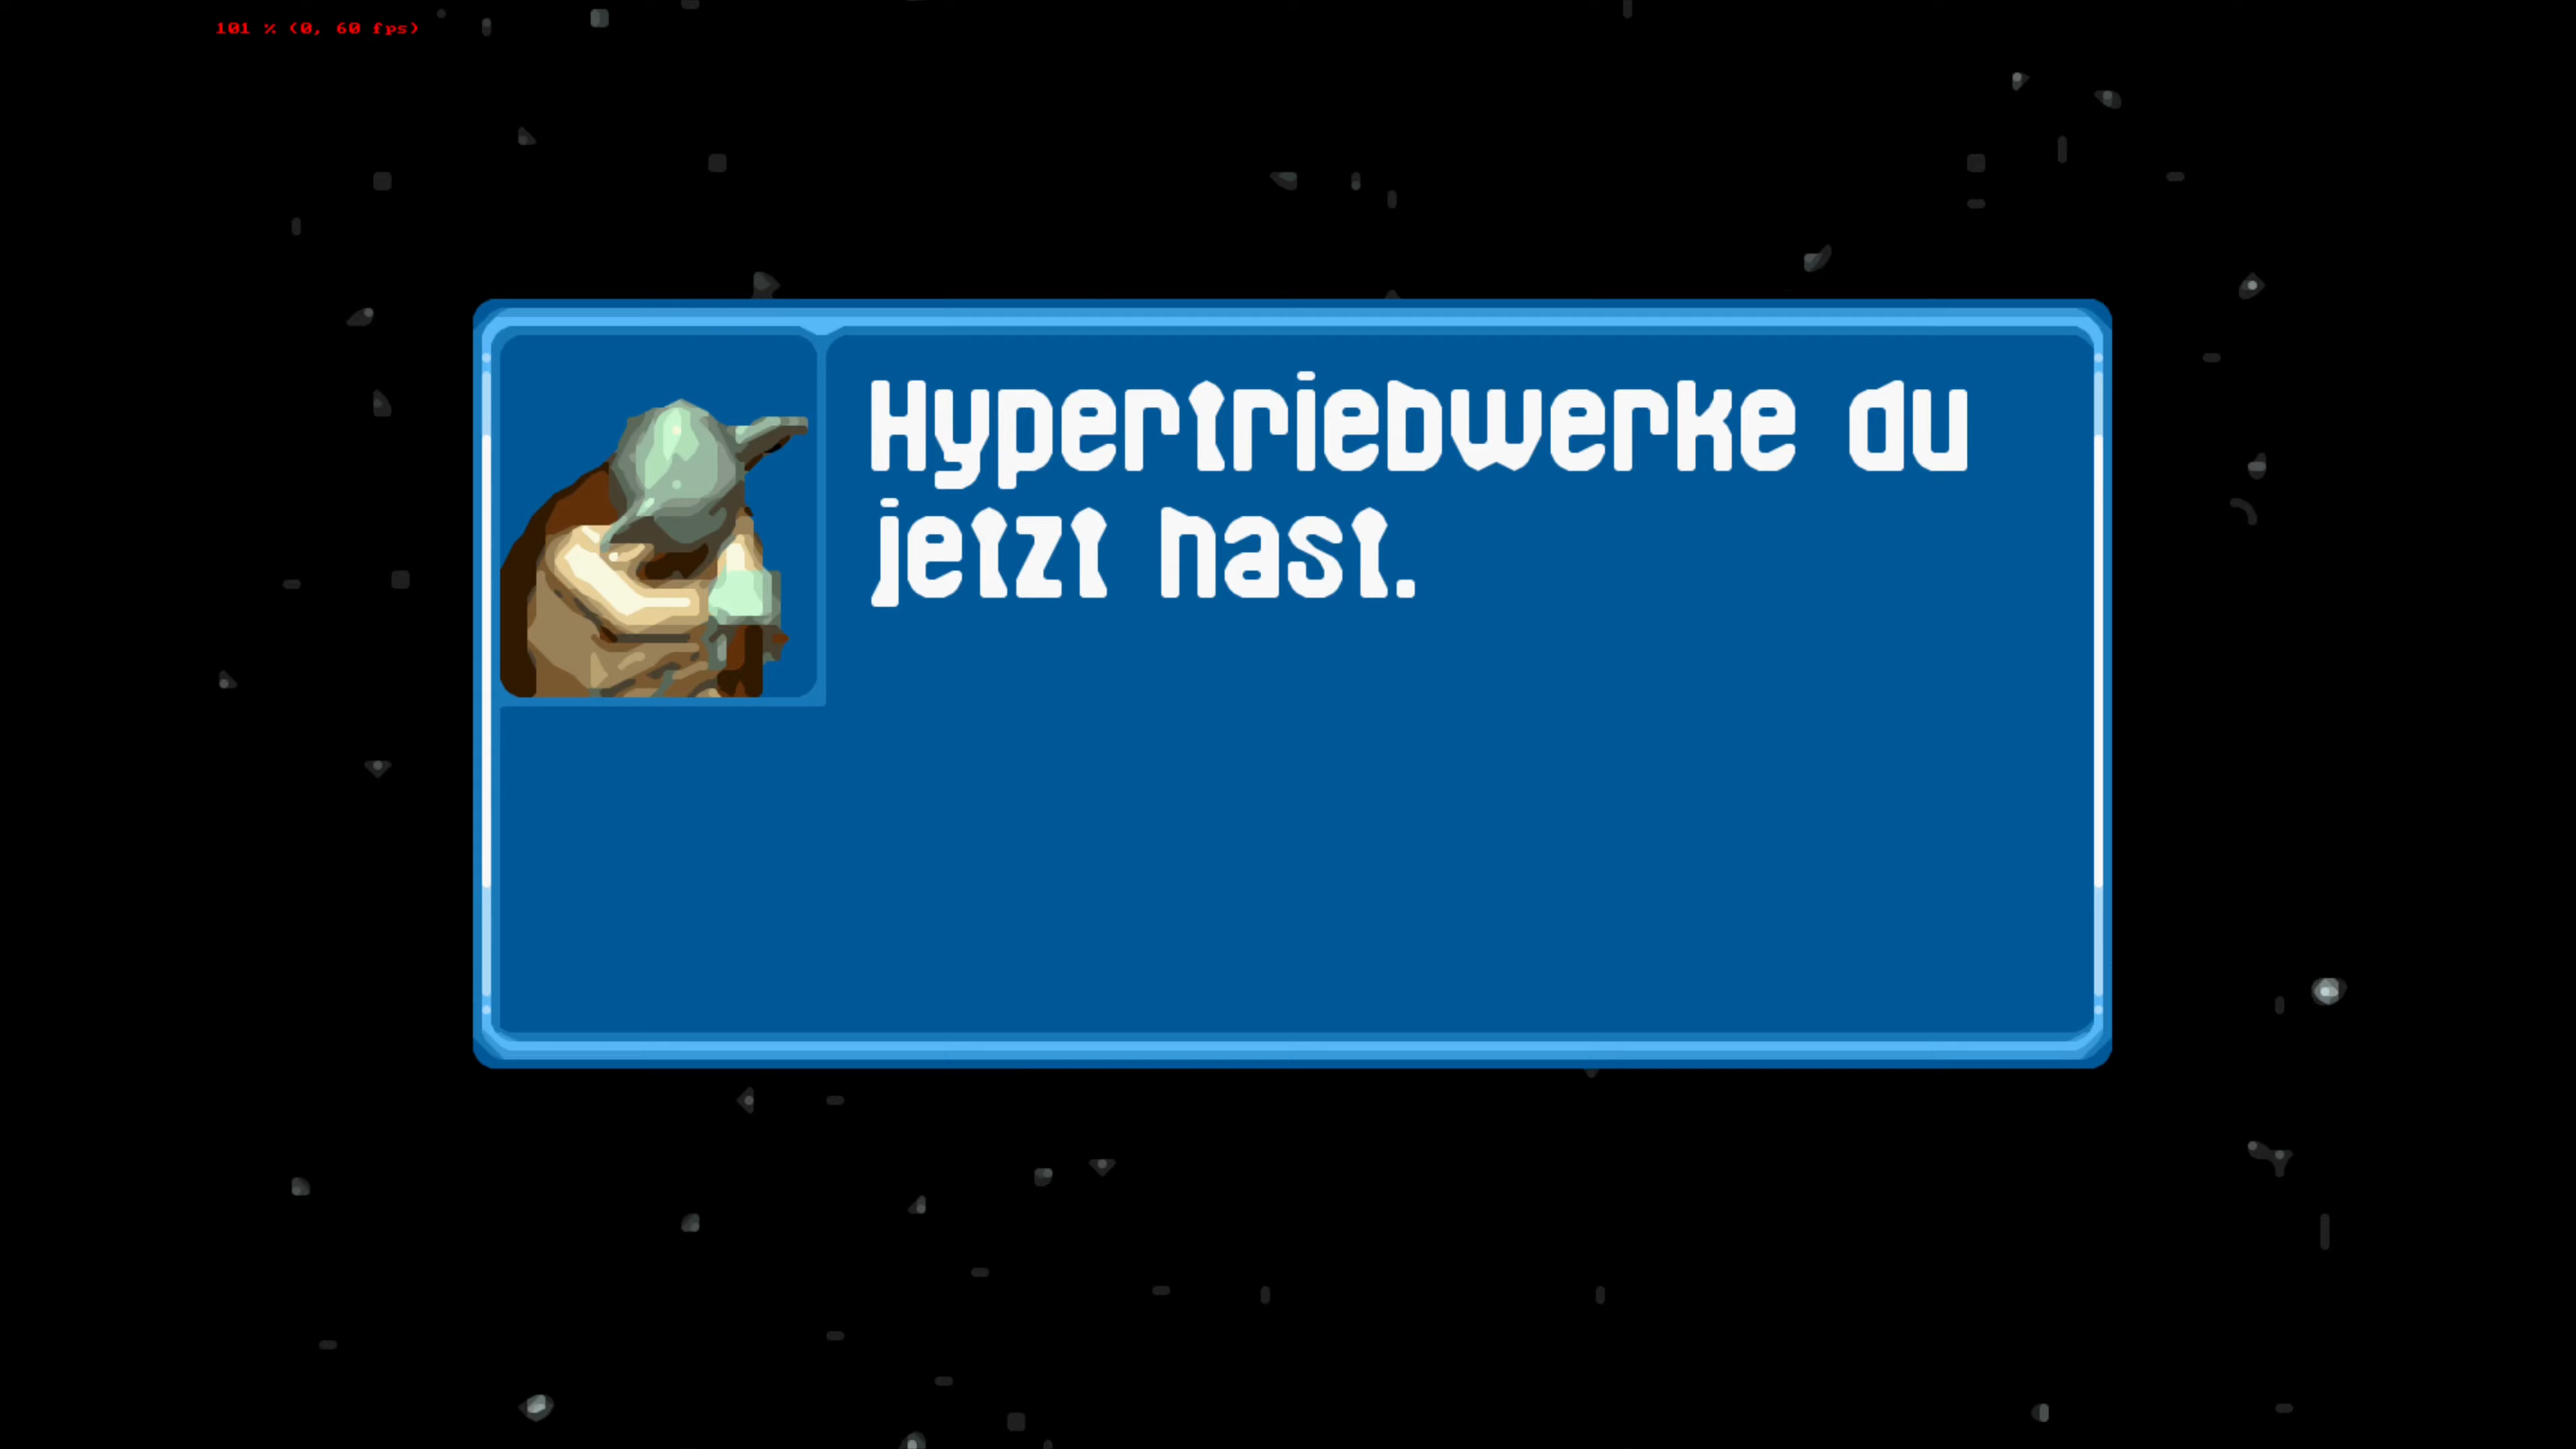 101 % (0, 60 fps)
Hypertriebwerke du
jetzt hast.